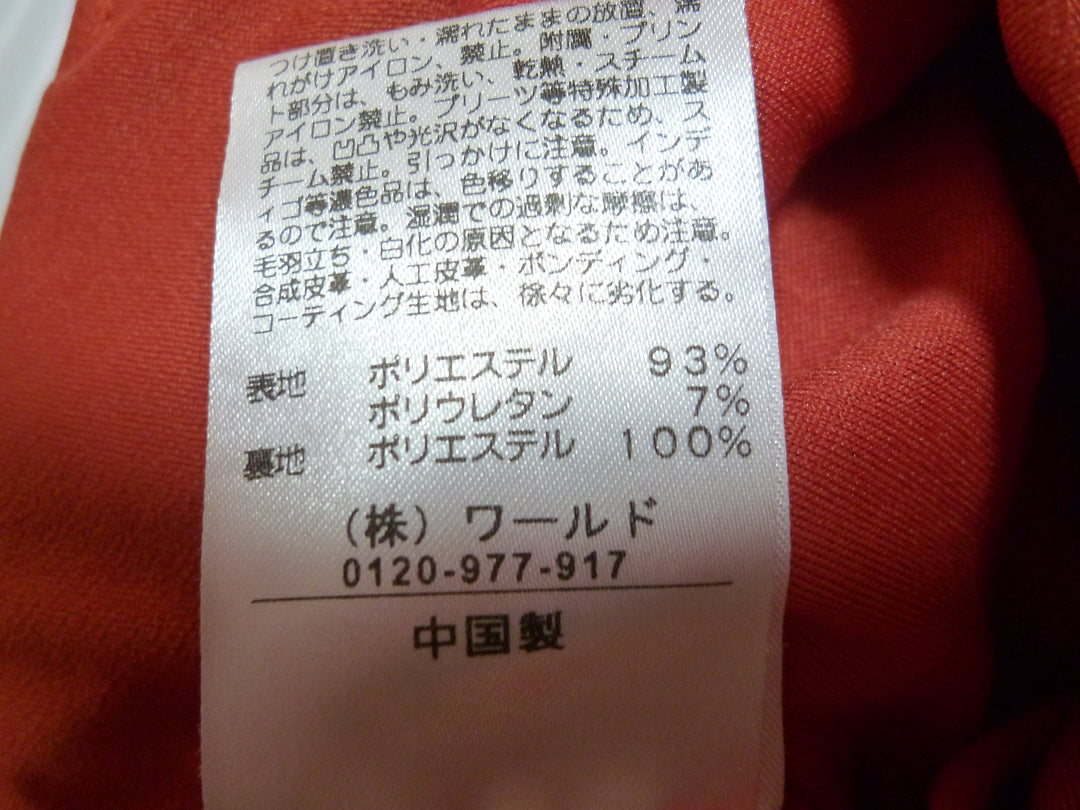 つけ置き洗い・濡れたままの放置、濡
れがけアイロン、禁止。附属・プリン
ト部分は、もみ洗い、乾熱・スチーム
アイロン禁止。プリーツ等特殊加工製
品は、凹凸や光沢がなくなるため、ス
チーム禁止。引っかけに注意。インデ
ィゴ等濃色品は、色移りすることがあ
るので注意。湿潤での過剰な摩擦は、
毛羽立ち・白化の原因となるため注意。
合成皮革・人工皮革・ボンディング・
コーティング生地は、徐々に劣化する。
表地 ポリエステル 93%
ポリウレタン 7%
裏地 ポリエステル 100%
(株) ワールド
0120-977-917
中国製